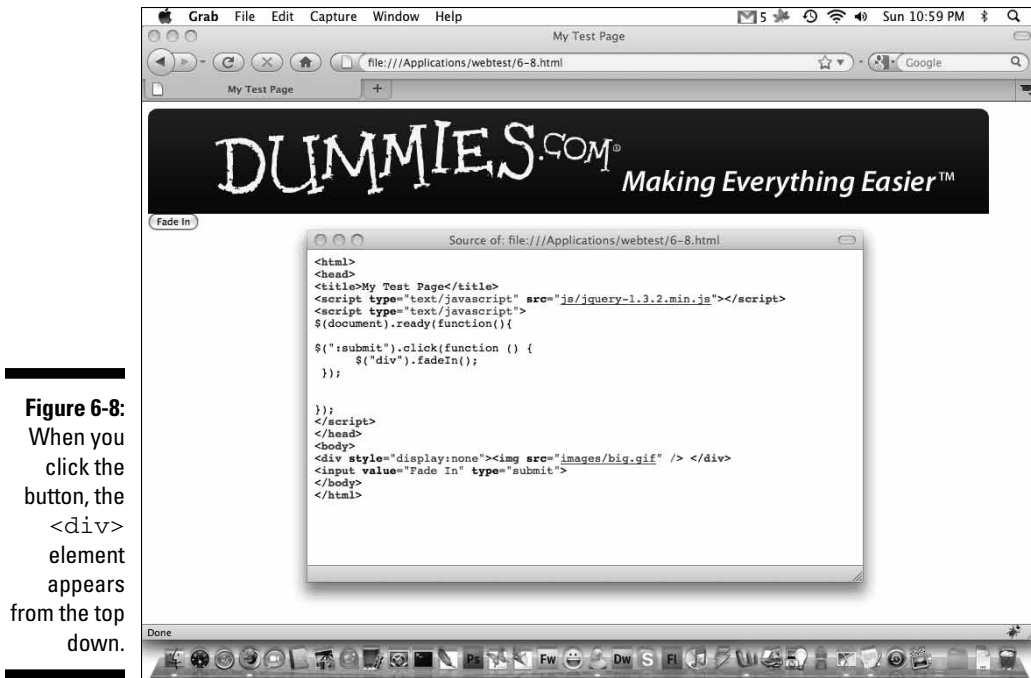 Grab File Edit Capture Window Help 5 Sun 10:59 PM
My Test Page
file:///Applications/webtest/6-8.html Google
My Test Page +
DUMMIES.COM® Making Everything Easier™
Fade In
Source of: file:///Applications/webtest/6-8.html
<html>
<head>
<title>My Test Page</title>
<script type="text/javascript" src="js/jquery-1.3.2.min.js"></script>
<script type="text/javascript">
$(document).ready(function(){
$(":submit").click(function () {
$("div").fadeIn();
});
});
</script>
</head>
<body>
<div style="display:none"><img src="images/big.gif" /> </div>
<input value="Fade In" type="submit">
</body>
</html>
Done
Ps Fw Dw S Fl
Figure 6-8:
When you
click the
button, the
<div>
element
appears
from the top
down.